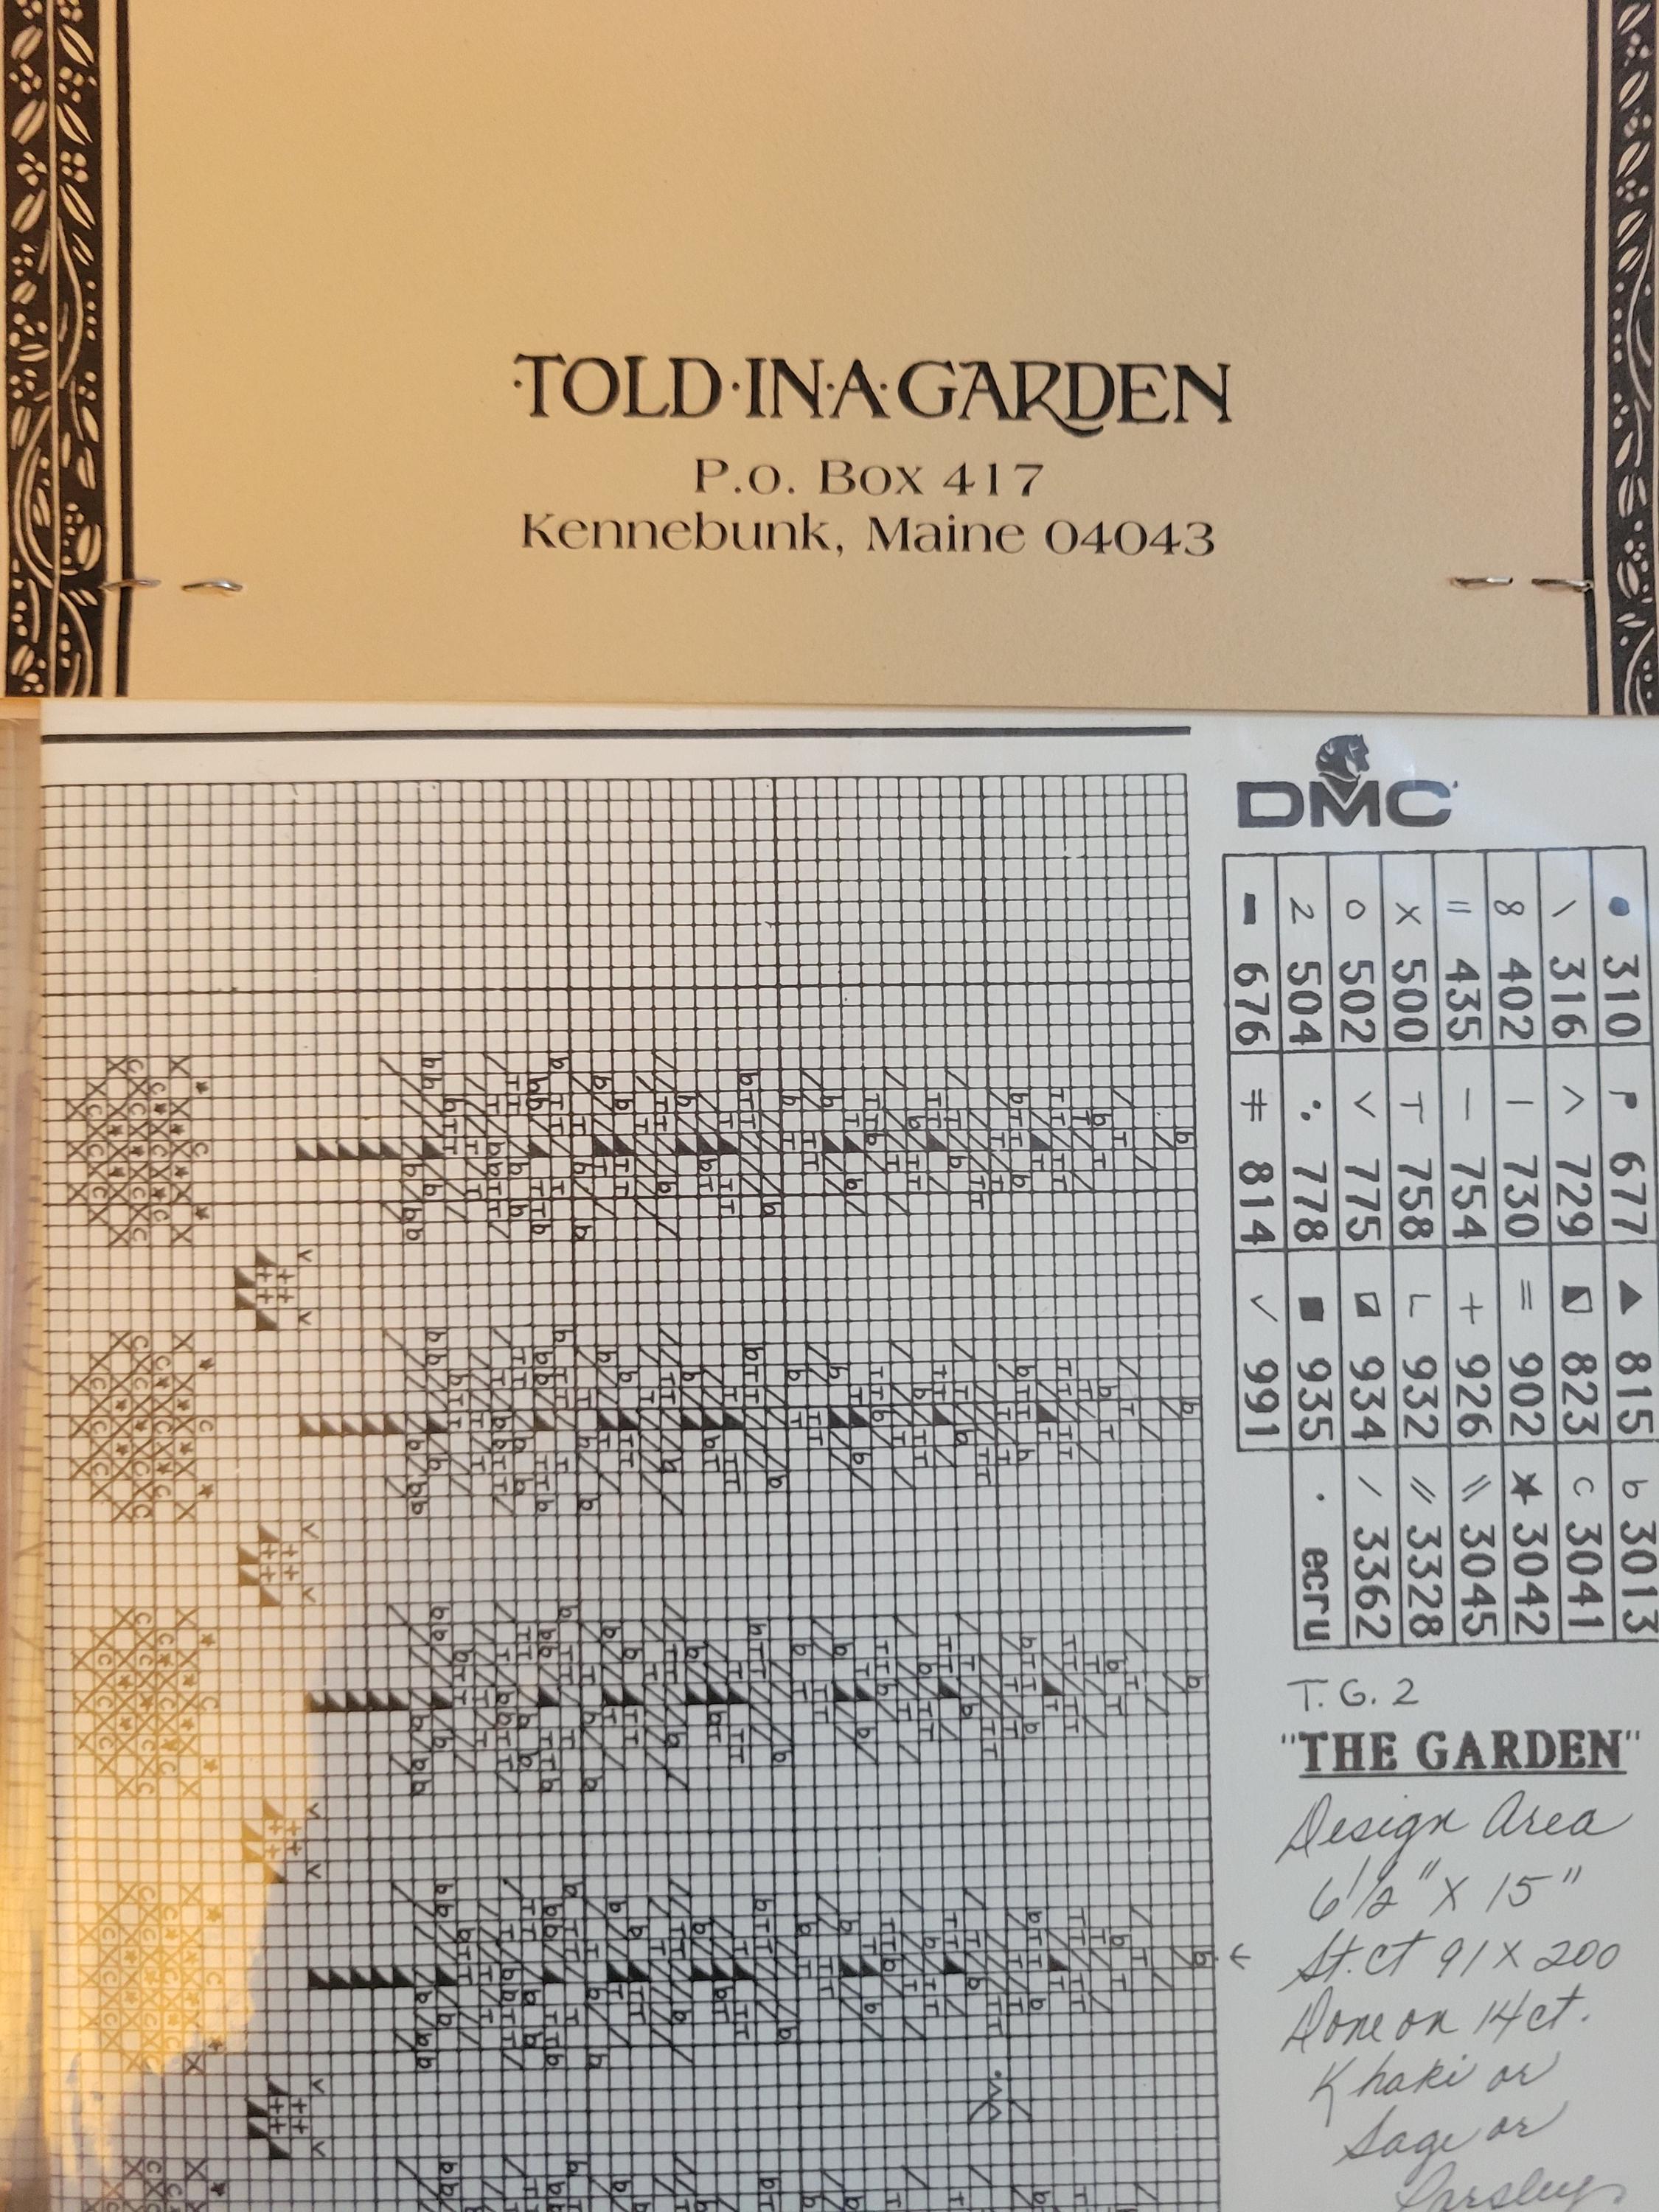 ·TOLD·IN·A·GARDEN
P.O. Box 417
Kennebunk, Maine 04043
DMC
310 P 677 ▲ 815 b 3013
316 729 823 c 3041
8 402 730 902 ★ 3042
435 754 + 926 3045
X 500 758 932 3328
O 502 775 934 3362
2 504 778 ■ 935 ecru
676 814 991
T.G. 2
"THE GARDEN"
Design Area
6 1/2" X 15"
St. ct 91 X 200
Done on 14 ct.
Khaki or
Sage or
Parsley